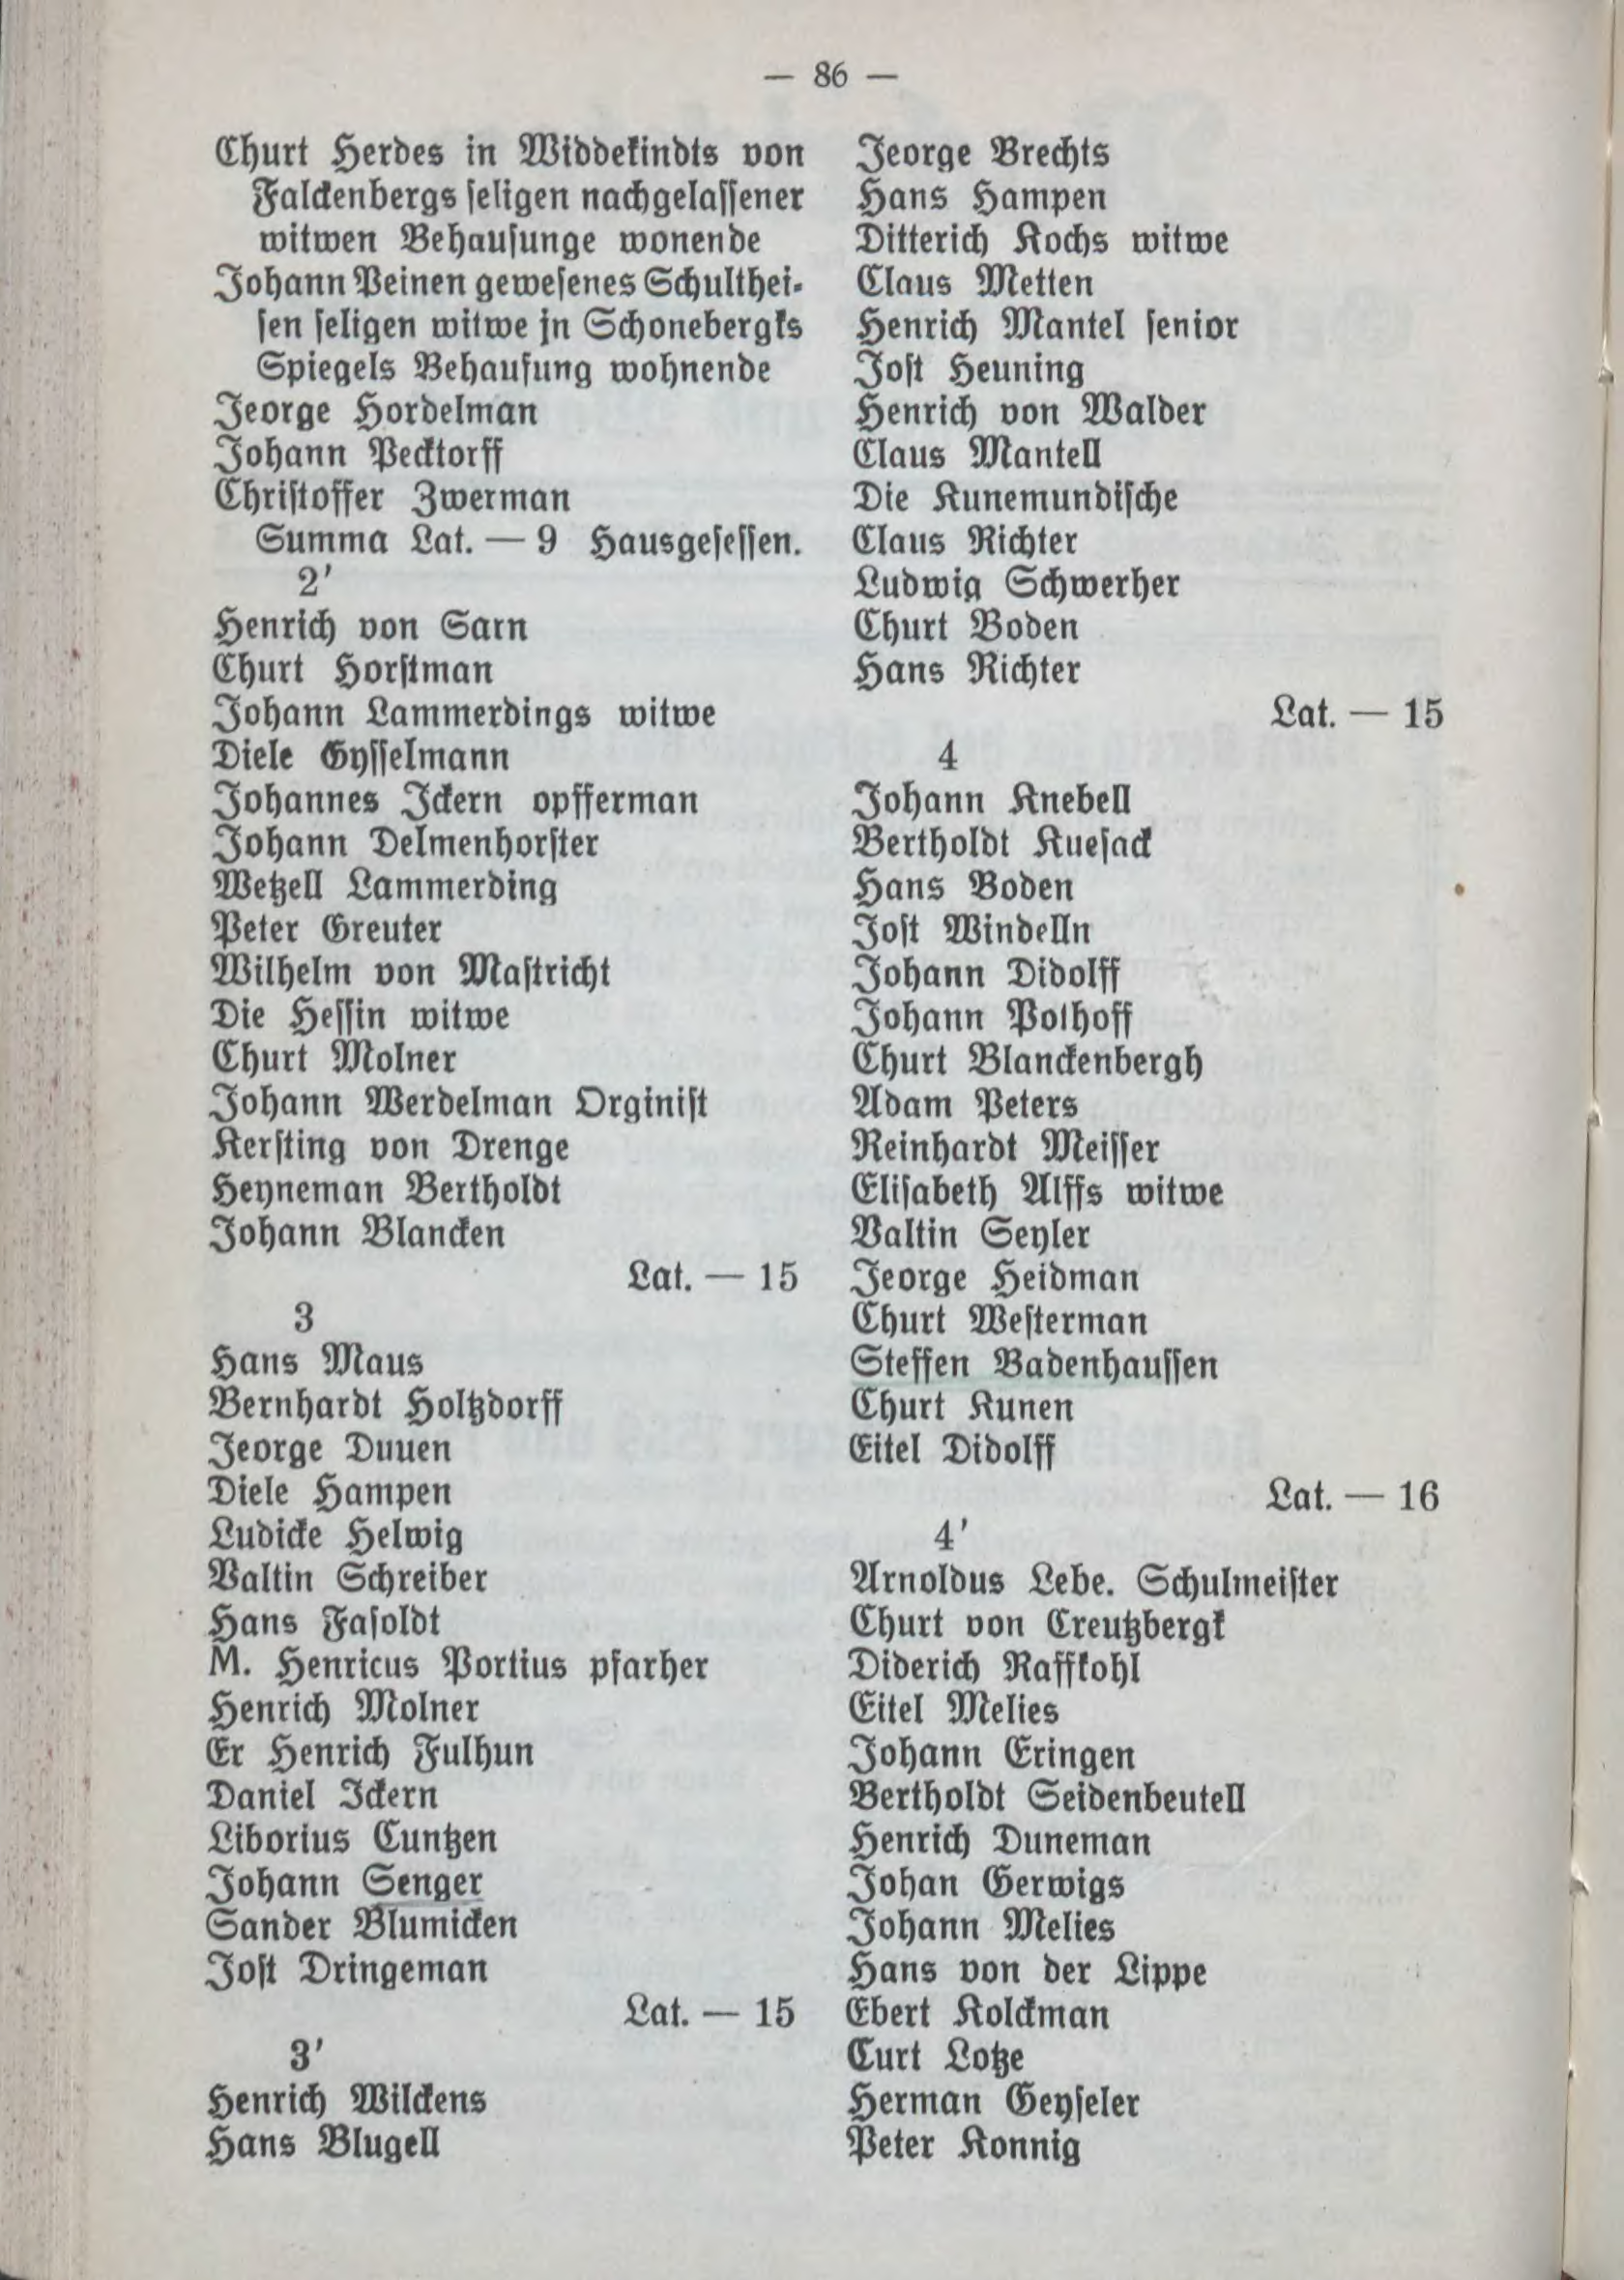 — 86 —
Churt Herdes in Widdekindts von
Falckenbergs seligen nachgelassener
witwen Behausunge wonende
Johann Peinen gewesenes Schulthei-
sen seligen witwe jn Schonebergks
Spiegels Behausung wohnende
Jeorge Hordelman
Johann Pecktorff
Christoffer Zwerman
Summa Lat. — 9 Hausgesessen.
2'
Henrich von Sarn
Churt Horstman
Johann Lammerdings witwe
Diele Gysselmann
Johannes Ickern opfferman
Johann Delmenhorster
Wetzell Lammerding
Peter Greuter
Wilhelm von Mastricht
Die Hessin witwe
Churt Molner
Johann Werdelman Orginist
Kersting von Drenge
Heyneman Bertholdt
Johann Blancken
Lat. — 15
3
Hans Maus
Bernhardt Holtzdorff
Jeorge Duuen
Diele Hampen
Ludicke Helwig
Valtin Schreiber
Hans Fasoldt
M. Henricus Portius pfarher
Henrich Molner
Er Henrich Fulhun
Daniel Ickern
Liborius Cuntzen
Johann Senger
Sander Blumicken
Jost Dringeman
Lat. — 15
3'
Henrich Wilckens
Hans Blugell
Jeorge Brechts
Hans Hampen
Ditterich Kochs witwe
Claus Metten
Henrich Mantel senior
Jost Heuning
Henrich von Walder
Claus Mantell
Die Kunemundische
Claus Richter
Ludwig Schwerher
Churt Boden
Hans Richter
Lat. — 15
4
Johann Knebell
Bertholdt Kuesack
Hans Boden
Jost Windelln
Johann Didolff
Johann Polhoff
Churt Blanckenbergh
Adam Peters
Reinhardt Meisser
Elisabeth Alffs witwe
Valtin Seyler
Jeorge Heidman
Churt Westerman
Steffen Badenhaussen
Churt Kunen
Eitel Didolff
Lat. — 16
4'
Arnoldus Lebe. Schulmeister
Churt von Creutzbergk
Diderich Raffkohl
Eitel Melies
Johann Eringen
Bertholdt Seidenbeutell
Henrich Duneman
Johan Gerwigs
Johann Melies
Hans von der Lippe
Ebert Kolckman
Curt Lotze
Herman Geyseler
Peter Konnig